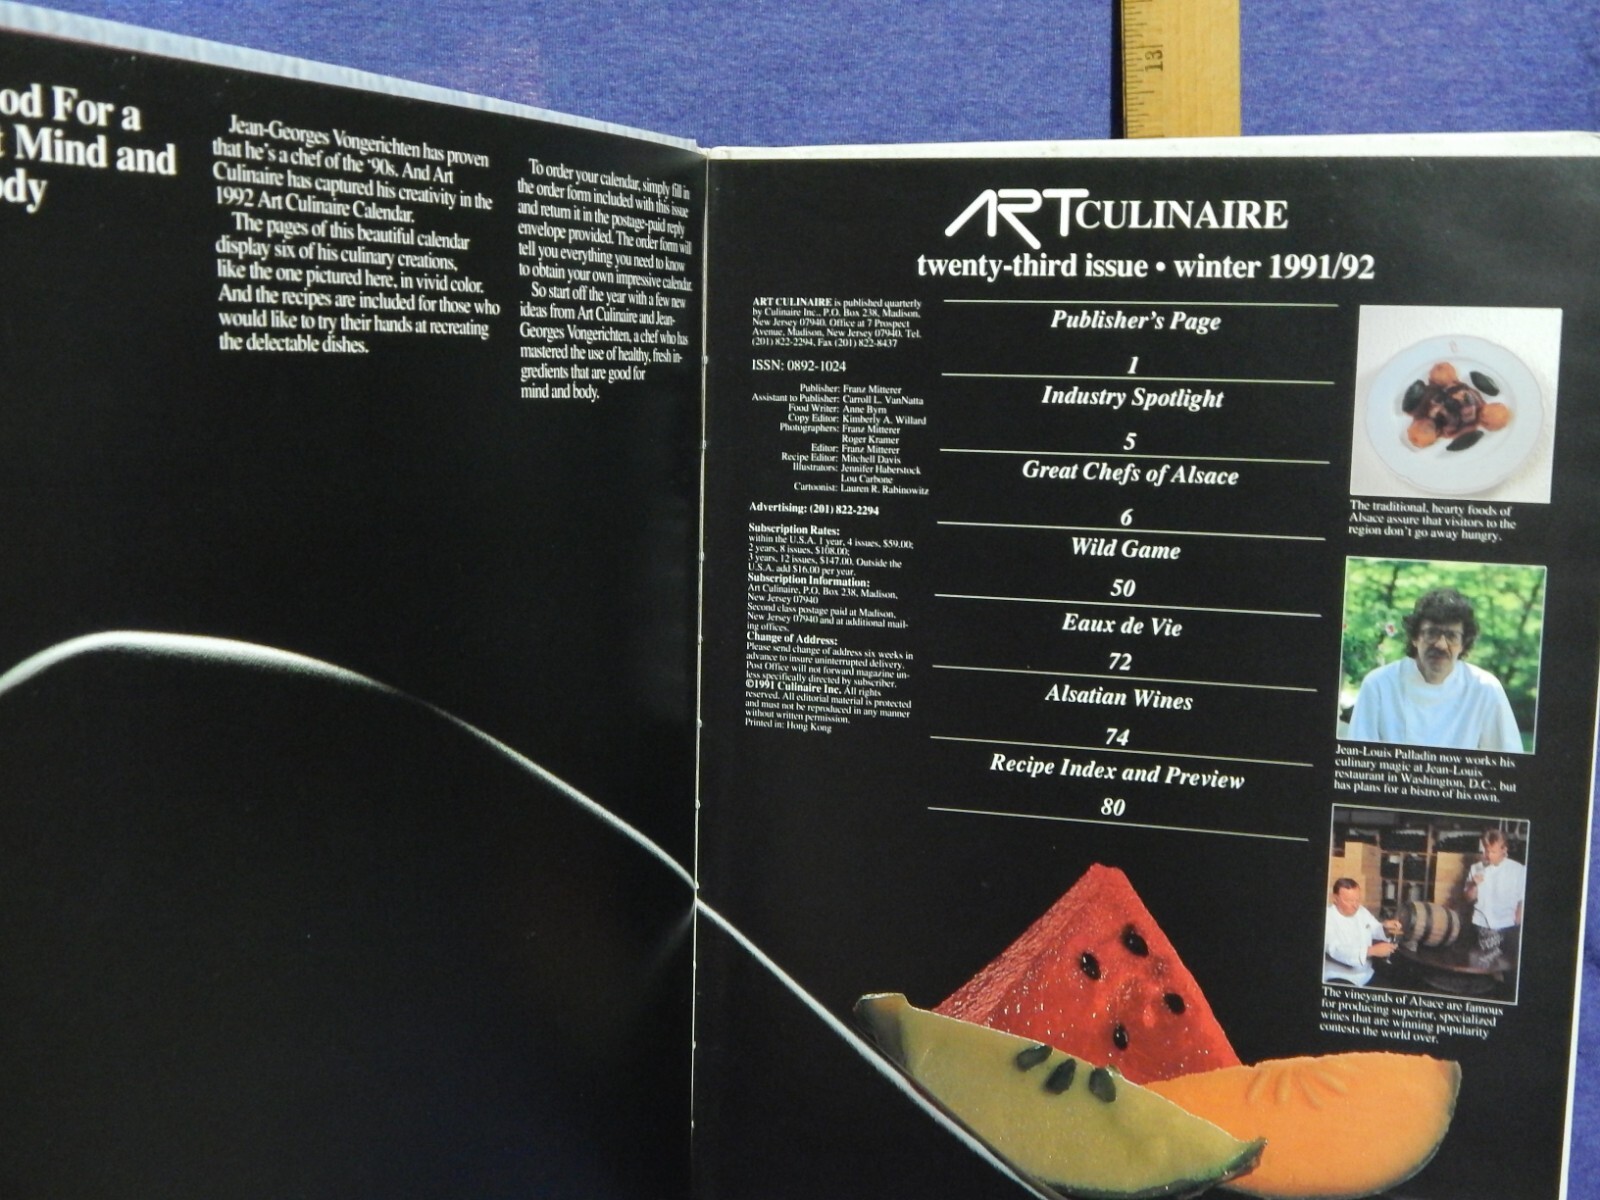 od For a
t Mind and
ody
Jean-Georges Vongerichten has proven
that he's a chef of the '90s. And Art
Culinaire has captured his creativity in the
1992 Art Culinaire Calendar.
The pages of this beautiful calendar
display six of his culinary creations,
like the one pictured here, in vivid color.
And the recipes are included for those who
would like to try their hands at recreating
the delectable dishes.
To order your calendar, simply fill in
the order form included with this issue
and return it in the postage-paid reply
envelope provided. The order form will
tell you everything you need to know
to obtain your own impressive calendar.
So start off the year with a few new
ideas from Art Culinaire and Jean-
Georges Vongerichten, a chef who has
mastered the use of healthy, fresh in-
gredients that are good for
mind and body.
13
ART CULINAIRE
twenty-third issue • winter 1991/92
ART CULINAIRE is published quarterly
by Culinaire Inc., P.O. Box 238, Madison,
New Jersey 07940. Office at 7 Prospect
Avenue, Madison, New Jersey 07940. Tel.
(201) 822-2294, Fax (201) 822-8437
ISSN: 0892-1024
Publisher: Franz Mitterer
Assistant to Publisher: Carroll L. VanNatta
Food Writer: Anne Byrn
Copy Editor: Kimberly A. Willard
Photographers: Franz Mitterer
Roger Kramer
Editor: Franz Mitterer
Recipe Editor: Mitchell Davis
Illustrators: Jennifer Haberstock
Lou Carbone
Cartoonist: Lauren R. Rabinowitz
Advertising: (201) 822-2294
Subscription Rates:
within the U.S.A. 1 year, 4 issues, $59.00;
2 years, 8 issues, $108.00;
3 years, 12 issues, $147.00. Outside the
U.S.A. add $16.00 per year.
Subscription Information:
Art Culinaire, P.O. Box 238, Madison,
New Jersey 07940
Second class postage paid at Madison,
New Jersey 07940 and at additional mail-
ing offices.
Change of Address:
Please send change of address six weeks in
advance to insure uninterrupted delivery.
Post Office will not forward magazine un-
less specifically directed by subscriber.
©1991 Culinaire Inc. All rights
reserved. All editorial material is protected
and must not be reproduced in any manner
without written permission.
Printed in: Hong Kong
Publisher's Page
1
Industry Spotlight
5
Great Chefs of Alsace
6
Wild Game
50
Eaux de Vie
72
Alsatian Wines
74
Recipe Index and Preview
80
The traditional, hearty foods of
Alsace assure that visitors to the
region don't go away hungry.
Jean-Louis Palladin now works his
culinary magic at Jean-Louis
restaurant in Washington, D.C., but
has plans for a bistro of his own.
The vineyards of Alsace are famous
for producing superior, specialized
wines that are winning popularity
contests the world over.